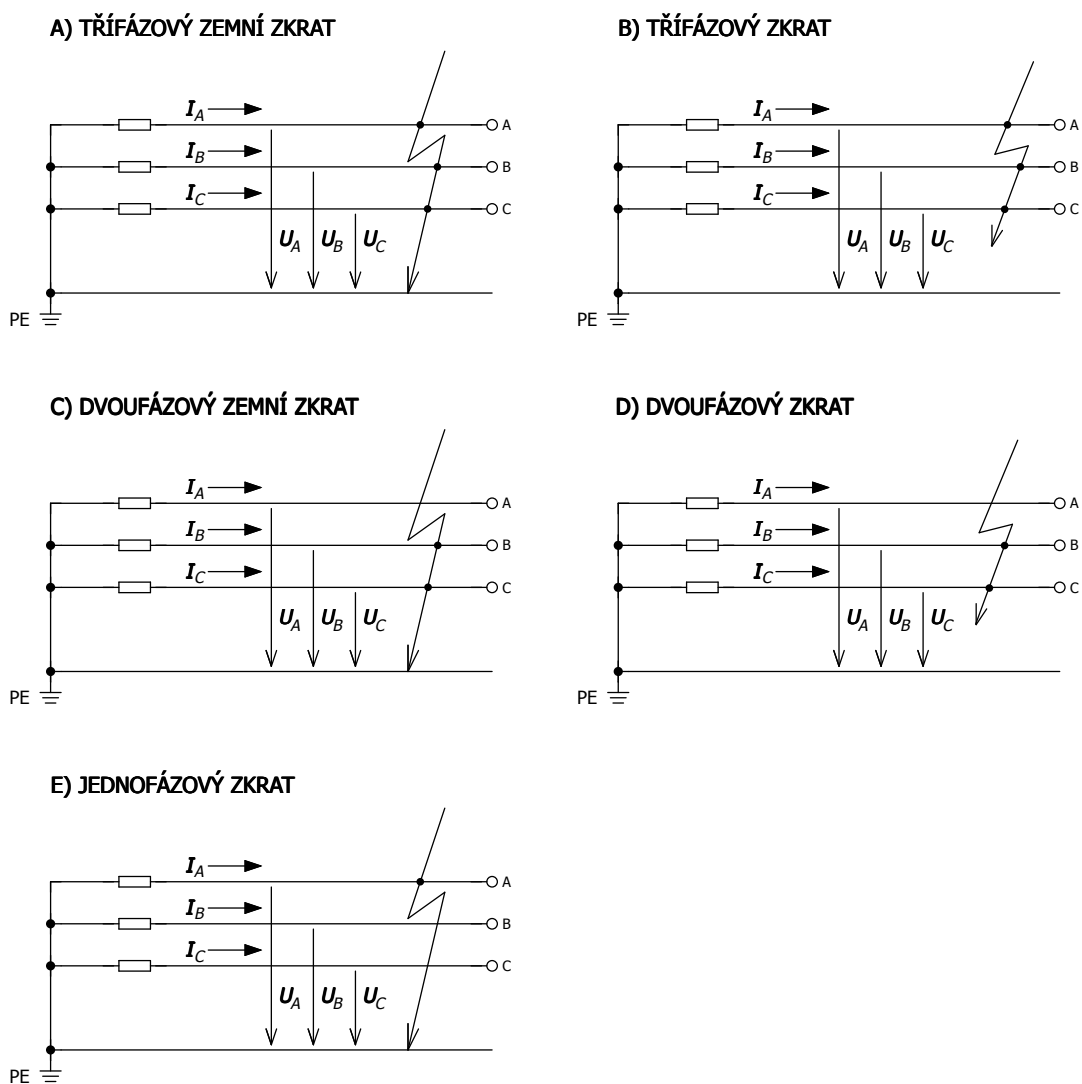 A) TŘÍFÁZOVÝ ZEMNÍ ZKRAT
I_A
A
I_B
B
I_C
C
U_A U_B U_C
PE
B) TŘÍFÁZOVÝ ZKRAT
I_A
A
I_B
B
I_C
C
U_A U_B U_C
PE
C) DVOUFÁZOVÝ ZEMNÍ ZKRAT
I_A
A
I_B
B
I_C
C
U_A U_B U_C
PE
D) DVOUFÁZOVÝ ZKRAT
I_A
A
I_B
B
I_C
C
U_A U_B U_C
PE
E) JEDNOFÁZOVÝ ZKRAT
I_A
A
I_B
B
I_C
C
U_A U_B U_C
PE